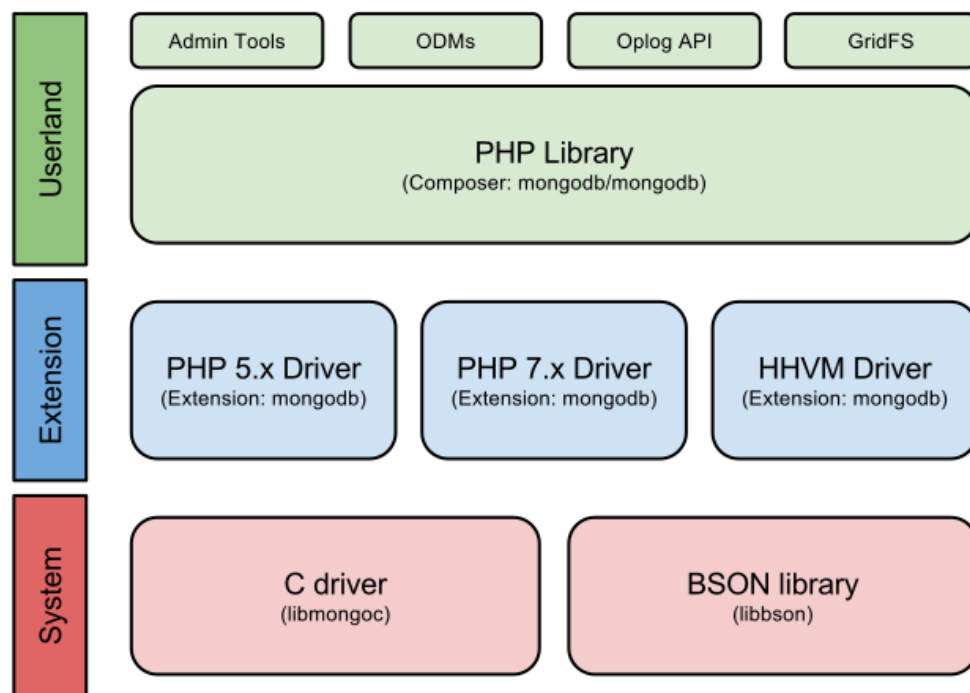 Userland
Admin Tools
ODMs
Oplog API
GridFS
PHP Library
(Composer: mongodb/mongodb)
Extension
PHP 5.x Driver
(Extension: mongodb)
PHP 7.x Driver
(Extension: mongodb)
HHVM Driver
(Extension: mongodb)
System
C driver
(libmongoc)
BSON library
(libbson)